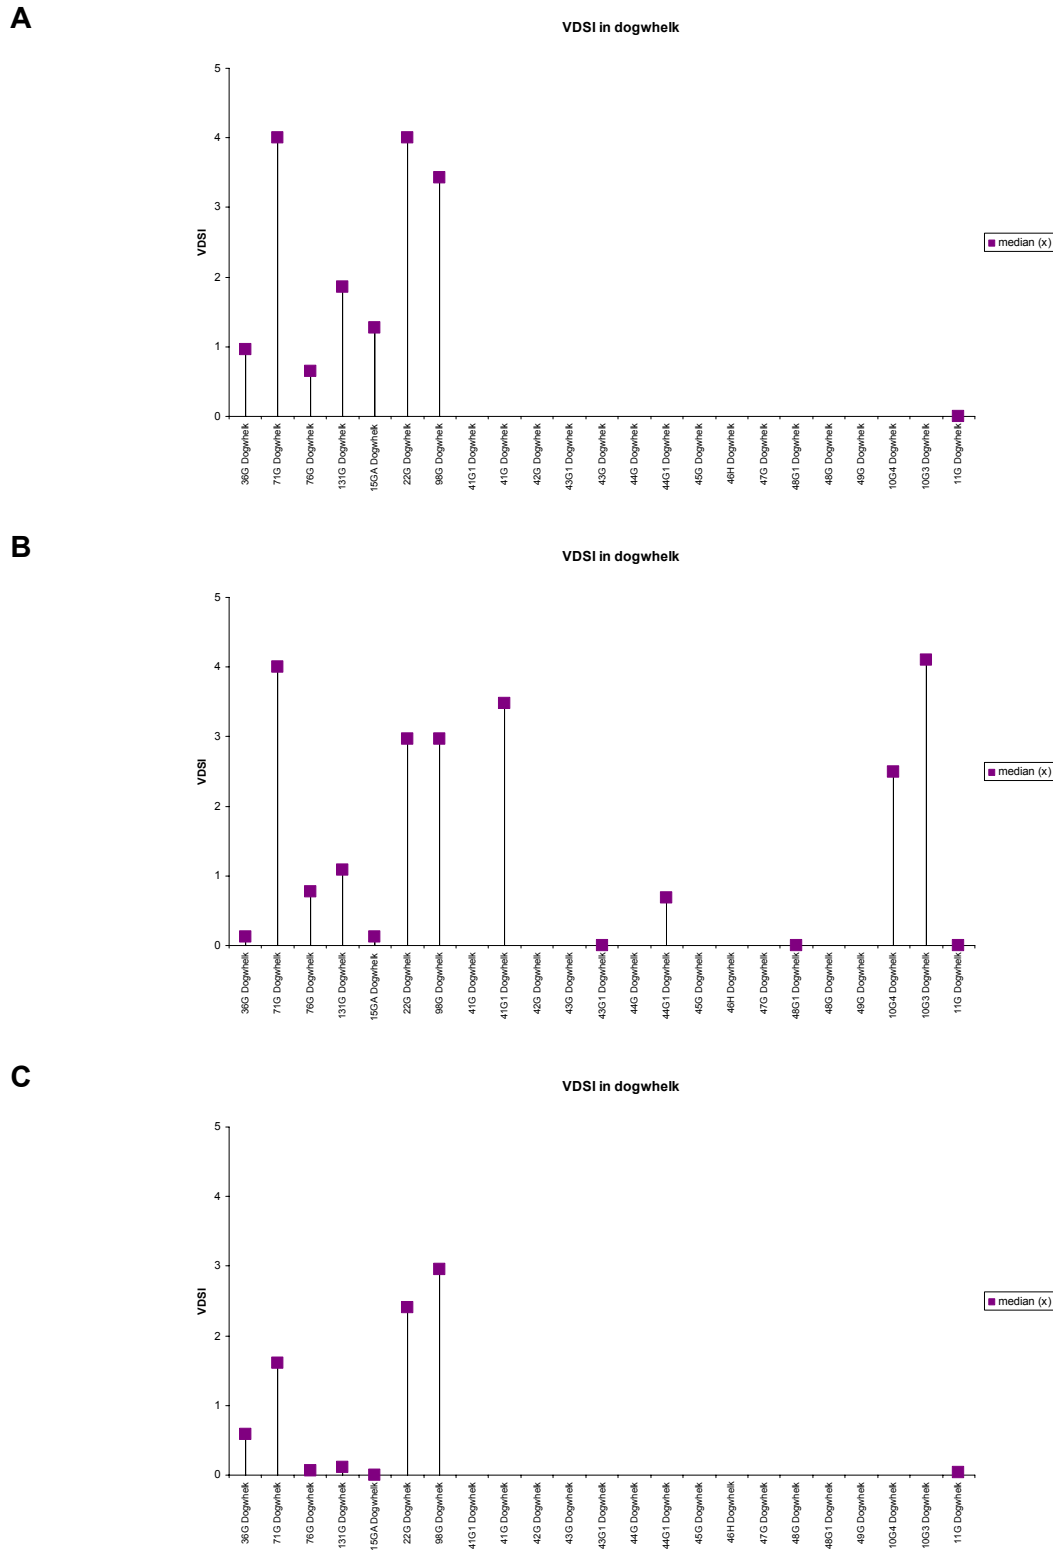 A
VDSI in dogwhelk
5
4
3
2
1
0
VDSI
median (x)
36G Dogwhelk
71G Dogwhelk
76G Dogwhelk
131G Dogwhelk
15GA Dogwhelk
22G Dogwhelk
98G Dogwhelk
41G1 Dogwhelk
41G Dogwhelk
42G Dogwhelk
43G1 Dogwhelk
43G Dogwhelk
44G Dogwhelk
44G1 Dogwhelk
45G Dogwhelk
46H Dogwhelk
47G Dogwhelk
48G1 Dogwhelk
48G Dogwhelk
49G Dogwhelk
10G4 Dogwhelk
10G3 Dogwhelk
11G Dogwhelk
B
VDSI in dogwhelk
5
4
3
2
1
0
VDSI
median (x)
36G Dogwhelk
71G Dogwhelk
76G Dogwhelk
131G Dogwhelk
15GA Dogwhelk
22G Dogwhelk
98G Dogwhelk
41G Dogwhelk
41G1 Dogwhelk
42G Dogwhelk
43G Dogwhelk
43G1 Dogwhelk
44G Dogwhelk
44G1 Dogwhelk
45G Dogwhelk
46H Dogwhelk
47G Dogwhelk
48G1 Dogwhelk
48G Dogwhelk
49G Dogwhelk
10G4 Dogwhelk
10G3 Dogwhelk
11G Dogwhelk
C
VDSI in dogwhelk
5
4
3
2
1
0
VDSI
median (x)
36G Dogwhelk
71G Dogwhelk
76G Dogwhelk
131G Dogwhelk
15GA Dogwhelk
22G Dogwhelk
98G Dogwhelk
41G1 Dogwhelk
41G Dogwhelk
42G Dogwhelk
43G Dogwhelk
43G1 Dogwhelk
44G Dogwhelk
44G1 Dogwhelk
45G Dogwhelk
46H Dogwhelk
47G Dogwhelk
48G Dogwhelk
48G1 Dogwhelk
49G Dogwhelk
10G4 Dogwhelk
10G3 Dogwhelk
11G Dogwhelk